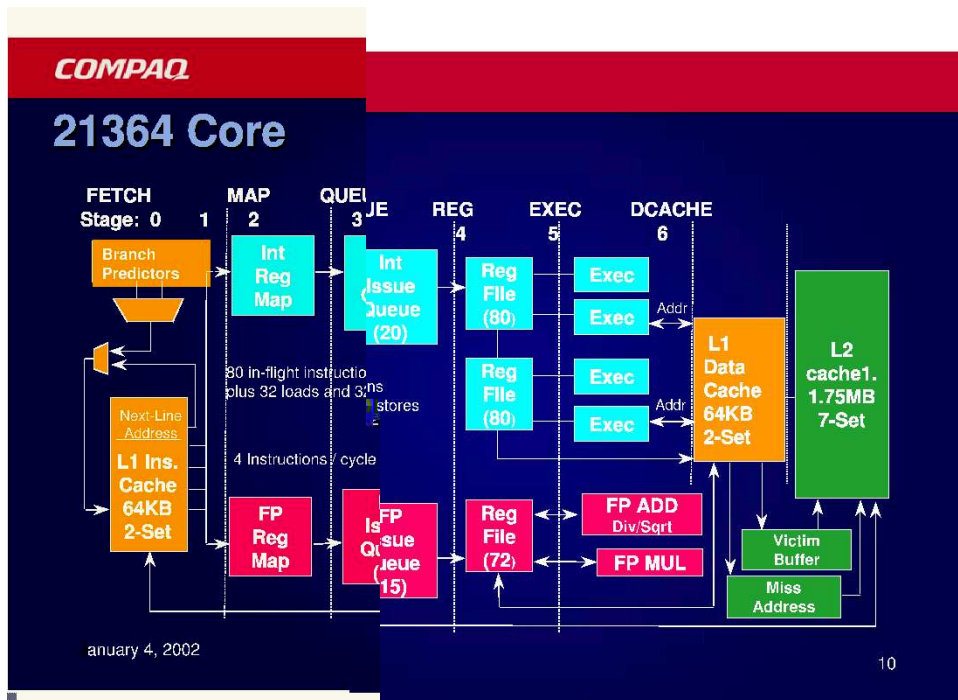 COMPAQ
21364 Core
FETCH MAP QUEUE REG EXEC DCACHE
Stage: 0 1 2 3 4 5 6
Branch
Predictors
Int
Reg
Map
Int
Issue
Queue
(20)
Reg
File
(80)
Exec
Exec
Addr
Reg
File
(80)
Exec
Exec
Addr
L1
Data
Cache
64KB
2-Set
L2
cache1.
1.75MB
7-Set
80 in-flight instructions
plus 32 loads and 32 stores
Next-Line
Address
L1 Ins.
Cache
64KB
2-Set
4 Instructions / cycle
FP
Reg
Map
FP
Issue
Queue
(15)
Reg
File
(72)
FP ADD
Div/Sqrt
FP MUL
Victim
Buffer
Miss
Address
anuary 4, 2002
10